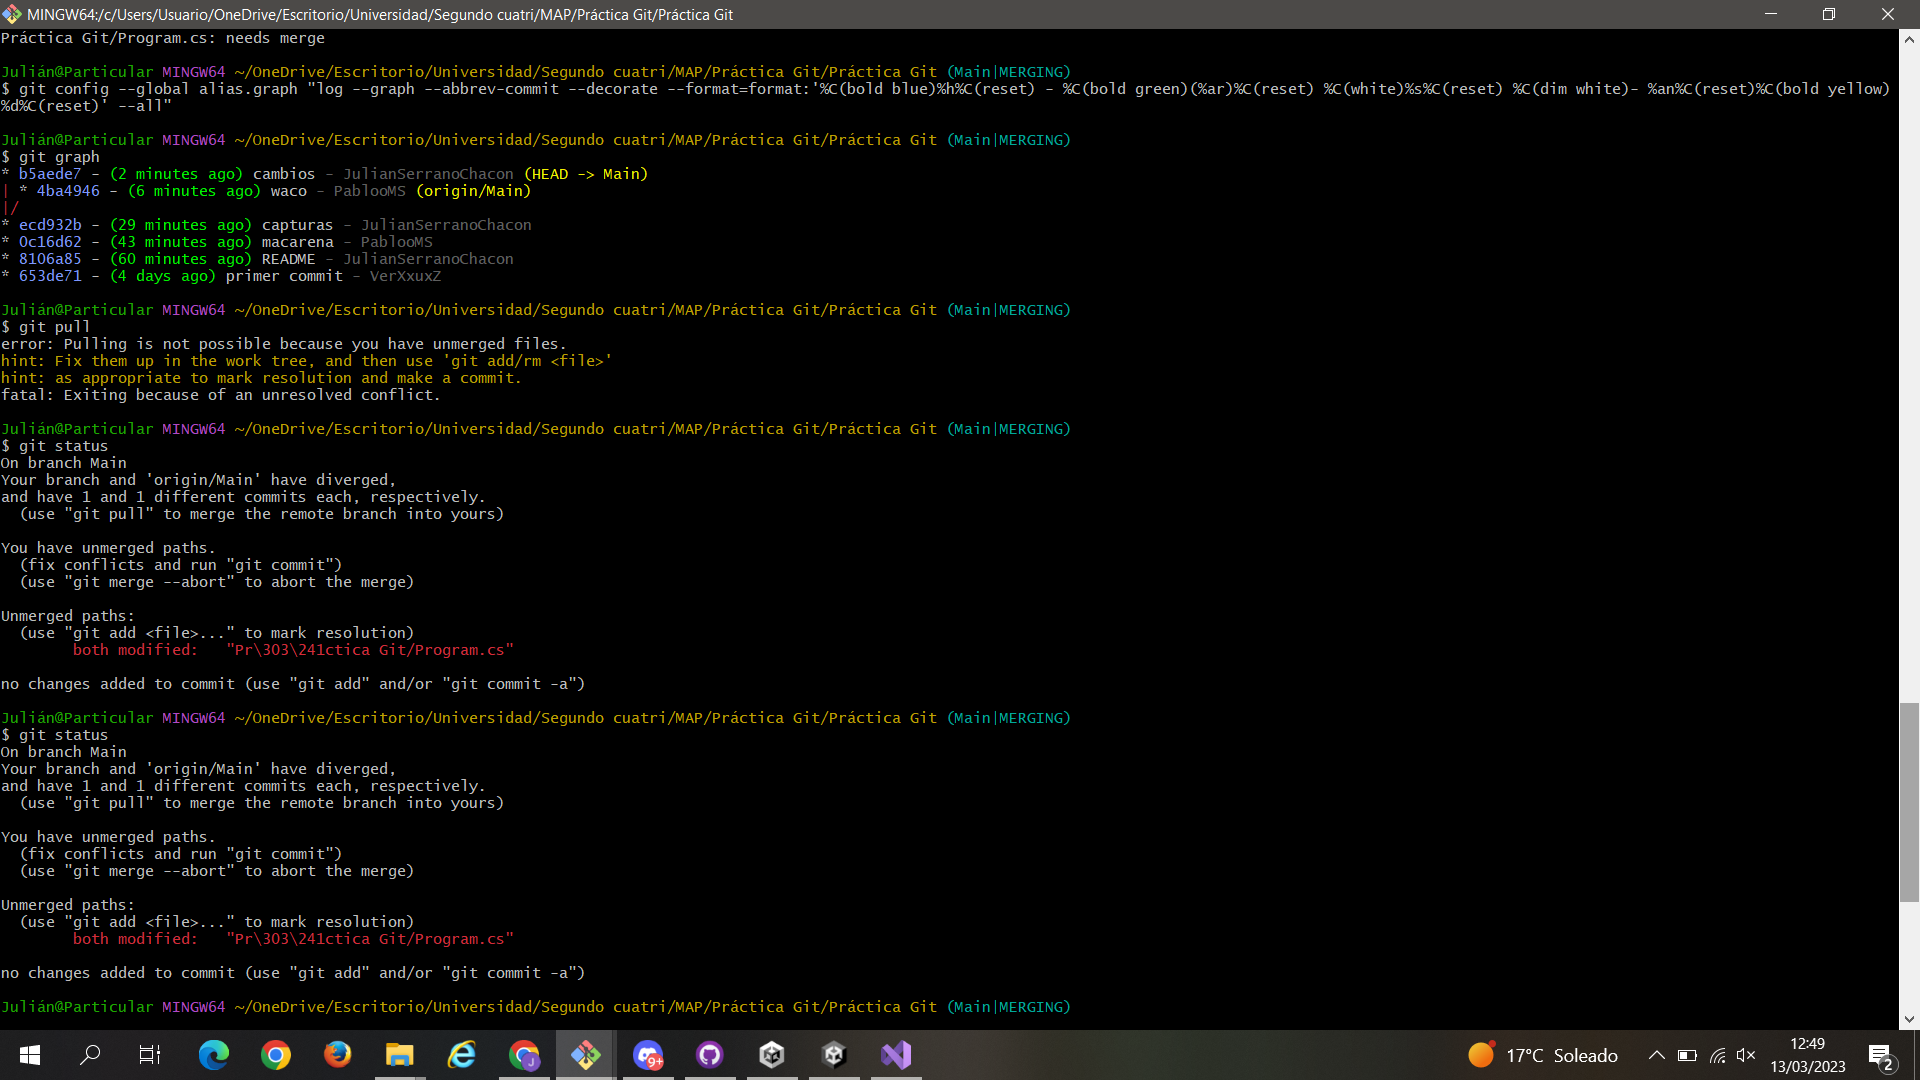 MINGW64:/c/Users/Usuario/OneDrive/Escritorio/Universidad/Segundo cuatri/MAP/Práctica Git/Práctica Git
Práctica Git/Program.cs: needs merge
Julián@Particular MINGW64 ~/OneDrive/Escritorio/Universidad/Segundo cuatri/MAP/Práctica Git/Práctica Git (Main|MERGING)
$ git config --global alias.graph "log --graph --abbrev-commit --decorate --format=format:'%C(bold blue)%h%C(reset) - %C(bold green)(%ar)%C(reset) %C(white)%s%C(reset) %C(dim white)- %an%C(reset)%C(bold yellow)
%d%C(reset)' --all"
Julián@Particular MINGW64 ~/OneDrive/Escritorio/Universidad/Segundo cuatri/MAP/Práctica Git/Práctica Git (Main|MERGING)
$ git graph
* b5aede7 - (2 minutes ago) cambios - JulianSerranoChacon (HEAD -> Main)
| * 4ba4946 - (6 minutes ago) waco - PablooMS (origin/Main)
|/
* ecd932b - (29 minutes ago) capturas - JulianSerranoChacon
* 0c16d62 - (43 minutes ago) macarena - PablooMS
* 8106a85 - (60 minutes ago) README - JulianSerranoChacon
* 653de71 - (4 days ago) primer commit - VerXxuxZ
Julián@Particular MINGW64 ~/OneDrive/Escritorio/Universidad/Segundo cuatri/MAP/Práctica Git/Práctica Git (Main|MERGING)
$ git pull
error: Pulling is not possible because you have unmerged files.
hint: Fix them up in the work tree, and then use 'git add/rm <file>'
hint: as appropriate to mark resolution and make a commit.
fatal: Exiting because of an unresolved conflict.
Julián@Particular MINGW64 ~/OneDrive/Escritorio/Universidad/Segundo cuatri/MAP/Práctica Git/Práctica Git (Main|MERGING)
$ git status
On branch Main
Your branch and 'origin/Main' have diverged,
and have 1 and 1 different commits each, respectively.
(use "git pull" to merge the remote branch into yours)
You have unmerged paths.
(fix conflicts and run "git commit")
(use "git merge --abort" to abort the merge)
Unmerged paths:
(use "git add <file>..." to mark resolution)
both modified:   "Pr\303\241ctica Git/Program.cs"
no changes added to commit (use "git add" and/or "git commit -a")
Julián@Particular MINGW64 ~/OneDrive/Escritorio/Universidad/Segundo cuatri/MAP/Práctica Git/Práctica Git (Main|MERGING)
$ git status
On branch Main
Your branch and 'origin/Main' have diverged,
and have 1 and 1 different commits each, respectively.
(use "git pull" to merge the remote branch into yours)
You have unmerged paths.
(fix conflicts and run "git commit")
(use "git merge --abort" to abort the merge)
Unmerged paths:
(use "git add <file>..." to mark resolution)
both modified:   "Pr\303\241ctica Git/Program.cs"
no changes added to commit (use "git add" and/or "git commit -a")
Julián@Particular MINGW64 ~/OneDrive/Escritorio/Universidad/Segundo cuatri/MAP/Práctica Git/Práctica Git (Main|MERGING)
J
9+
17°C Soleado
12:49
13/03/2023
2